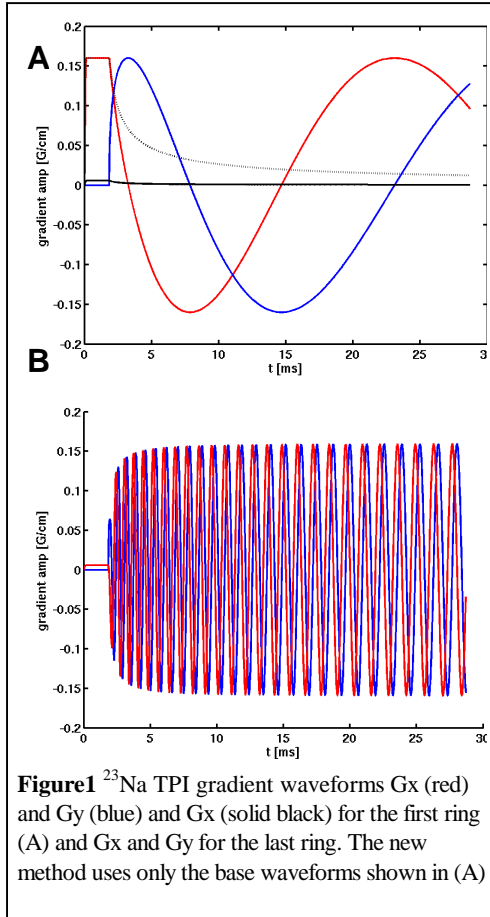 A
0.2
0.15
0.1
0.05
0
-0.05
-0.1
-0.15
-0.2
gradient amp [G/cm]
0 5 10 15 20 25 30
t [ms]
B
0.2
0.15
0.1
0.05
0
-0.05
-0.1
-0.15
-0.2
gradient amp [G/cm]
0 5 10 15 20 25 30
t [ms]
Figure1 ²³Na TPI gradient waveforms Gx (red)
and Gy (blue) and Gx (solid black) for the first ring
(A) and Gx and Gy for the last ring. The new
method uses only the base waveforms shown in (A)